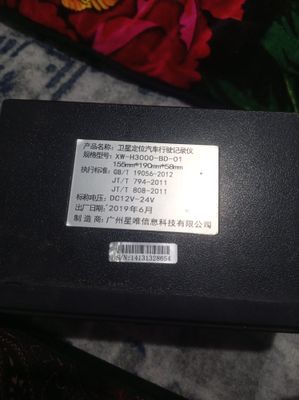 产品名称：卫星定位汽车行驶记录仪
规格型号：XW-H3000-BD-01
155mm*190mm*58mm
执行标准：GB/T 19056-2012
JT/T 794-2011
JT/T 808-2011
标称电压：DC12V-24V
出厂日期：2019年6月
制造商：广州星唯信息科技有限公司
S/N:14131328654